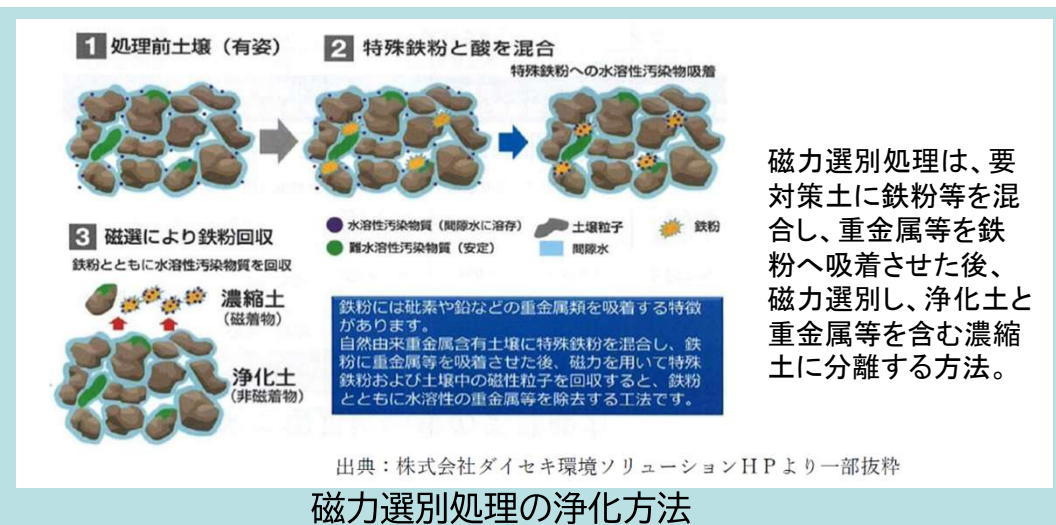 1 処理前土壌（有姿）
2 特殊鉄粉と酸を混合
特殊鉄粉への水溶性汚染物吸着
水溶性汚染物質（間隙水に溶存）
土壌粒子
鉄粉
難水溶性汚染物質（安定）
間隙水
3 磁選により鉄粉回収
鉄粉とともに水溶性汚染物質を回収
濃縮土
（磁着物）
浄化土
（非磁着物）
鉄粉には砒素や鉛などの重金属類を吸着する特徴
があります。
自然由来重金属含有土壌に特殊鉄粉を混合し、鉄
粉に重金属等を吸着させた後、磁力を用いて特殊
鉄粉および土壌中の磁性粒子を回収すると、鉄粉
とともに水溶性の重金属等を除去する工法です。
磁力選別処理は、要
対策土に鉄粉等を混
合し、重金属等を鉄
粉へ吸着させた後、
磁力選別し、浄化土と
重金属等を含む濃縮
土に分離する方法。
出典：株式会社ダイセキ環境ソリューションＨＰより一部抜粋
磁力選別処理の浄化方法